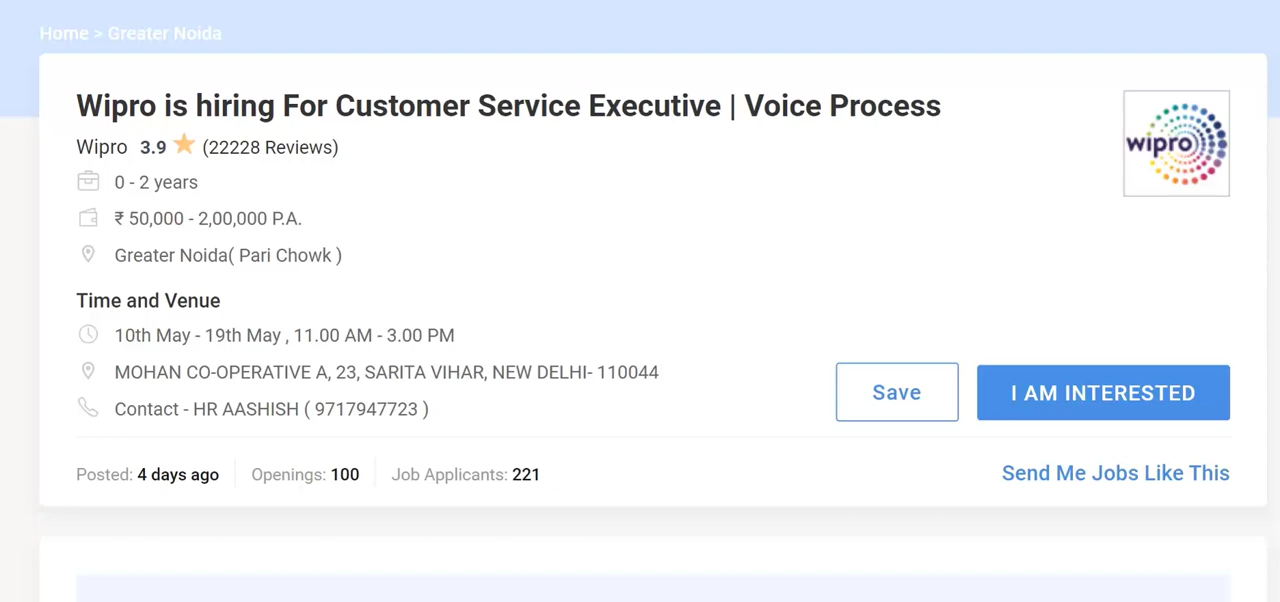 Home > Greater Noida
Wipro is hiring For Customer Service Executive | Voice Process
Wipro 3.9 (22228 Reviews)
wipro
0 - 2 years
₹ 50,000 - 2,00,000 P.A.
Greater Noida( Pari Chowk )
Time and Venue
10th May - 19th May , 11.00 AM - 3.00 PM
MOHAN CO-OPERATIVE A, 23, SARITA VIHAR, NEW DELHI- 110044
Contact - HR AASHISH ( 9717947723 )
Save
I AM INTERESTED
Posted: 4 days ago Openings: 100 Job Applicants: 221
Send Me Jobs Like This